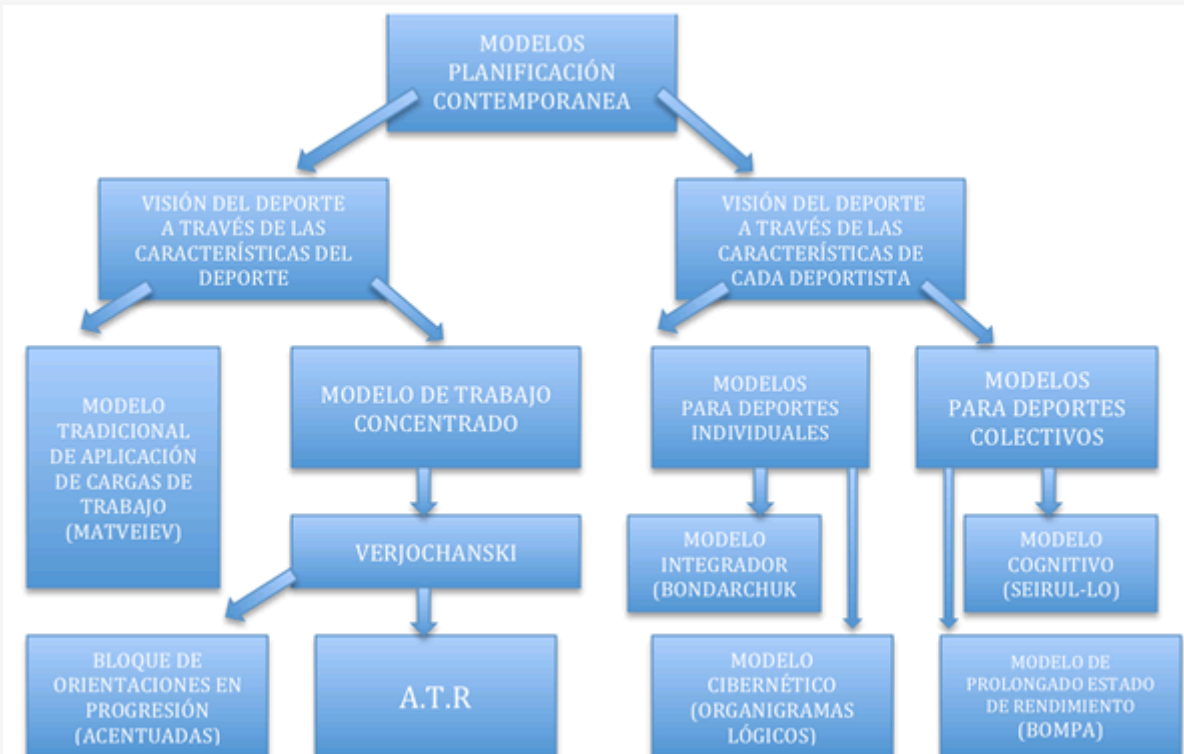 MODELOS
PLANIFICACIÓN
CONTEMPORANEA
VISIÓN DEL DEPORTE
A TRAVÉS DE LAS
CARACTERÍSTICAS DEL
DEPORTE
VISIÓN DEL DEPORTE
A TRAVÉS DE LAS
CARACTERÍSTICAS DE
CADA DEPORTISTA
MODELO
TRADICIONAL
DE APLICACIÓN
DE CARGAS DE
TRABAJO
(MATVEIEV)
MODELO DE TRABAJO
CONCENTRADO
MODELOS
PARA DEPORTES
INDIVIDUALES
MODELOS
PARA DEPORTES
COLECTIVOS
VERJOCHANSKI
MODELO
INTEGRADOR
(BONDARCHUK
MODELO
COGNITIVO
(SEIRUL-LO)
BLOQUE DE
ORIENTACIONES EN
PROGRESIÓN
(ACENTUADAS)
A.T.R
MODELO
CIBERNÉTICO
(ORGANIGRAMAS
LÓGICOS)
MODELO DE
PROLONGADO ESTADO
DE RENDIMIENTO
(BOMPA)